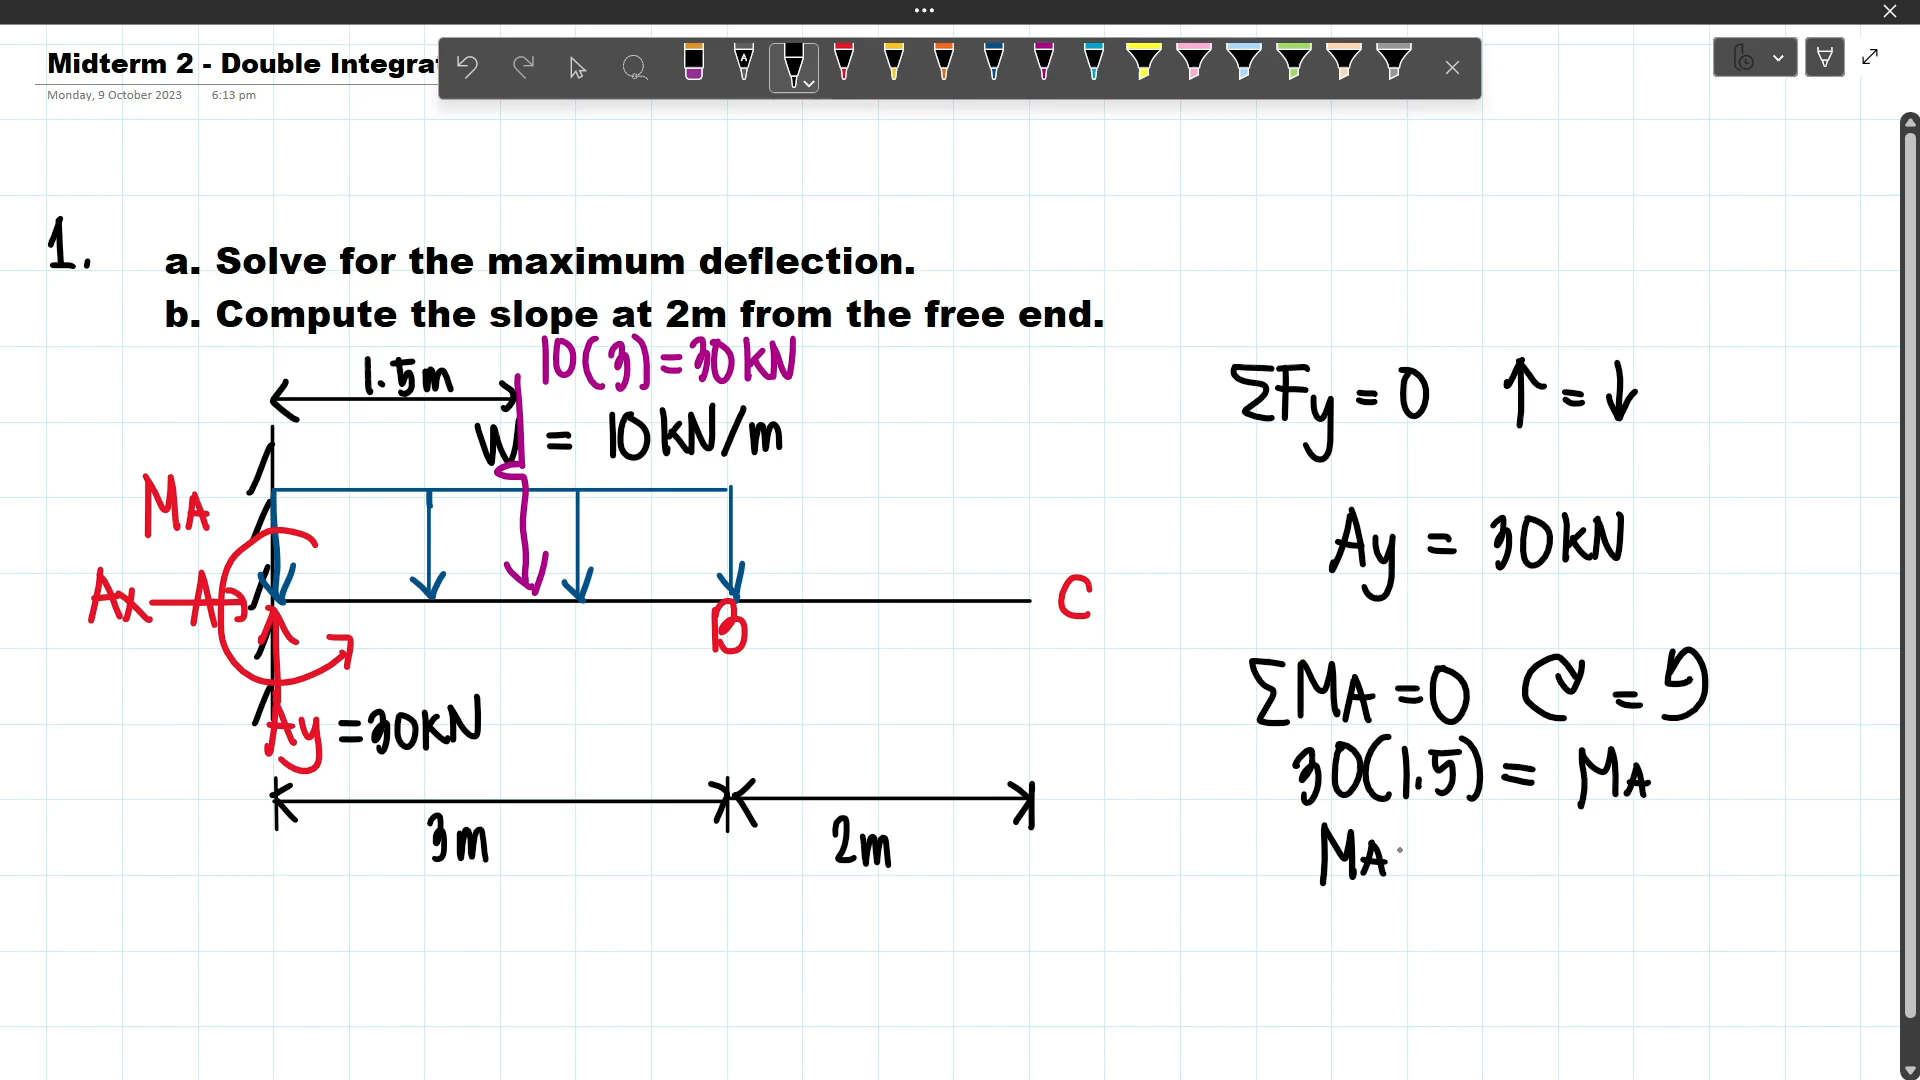 Midterm 2 - Double Integra
Monday, 9 October 2023 6:13 pm
1.
a. Solve for the maximum deflection.
b. Compute the slope at 2m from the free end.
10(3)=30kN
1.5m
W = 10kN/m
ΣFy = 0 ↑ = ↓
MA
Ay = 30kN
Ax A
B
C
Ay = 30kN
ΣMA = 0 ↻ = ↺
30(1.5) = MA
3m
2m
MA